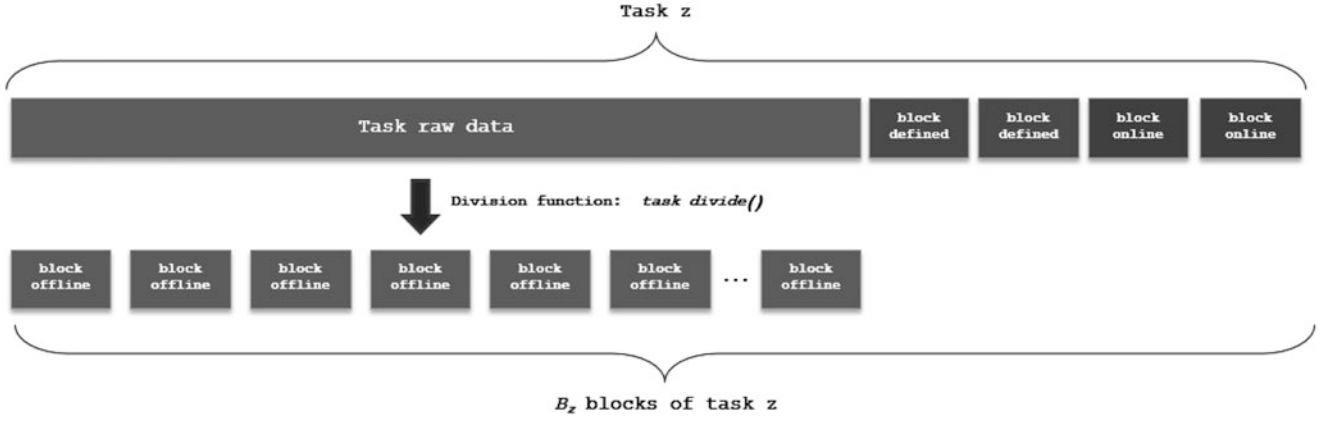 Task z
Task raw data
block
defined
block
defined
block
online
block
online
Division function: task divide()
block
offline
block
offline
block
offline
block
offline
block
offline
block
offline
...
block
offline
Bz blocks of task z